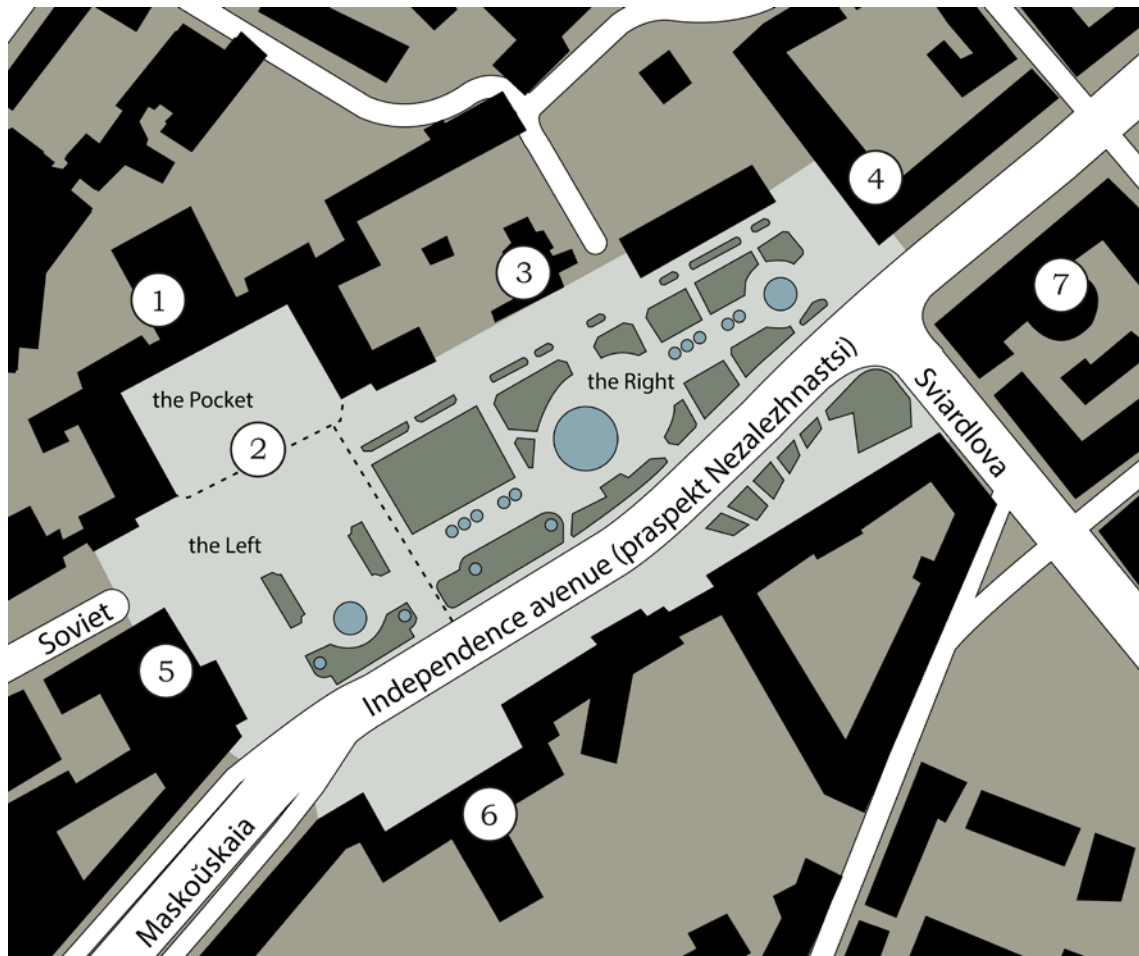 4
3
7
1
the Right
the Pocket
Sviardlova
2
the Left
Independence avenue (praspekt Nezalezhnastsi)
Soviet
5
6
Maskoŭskaia